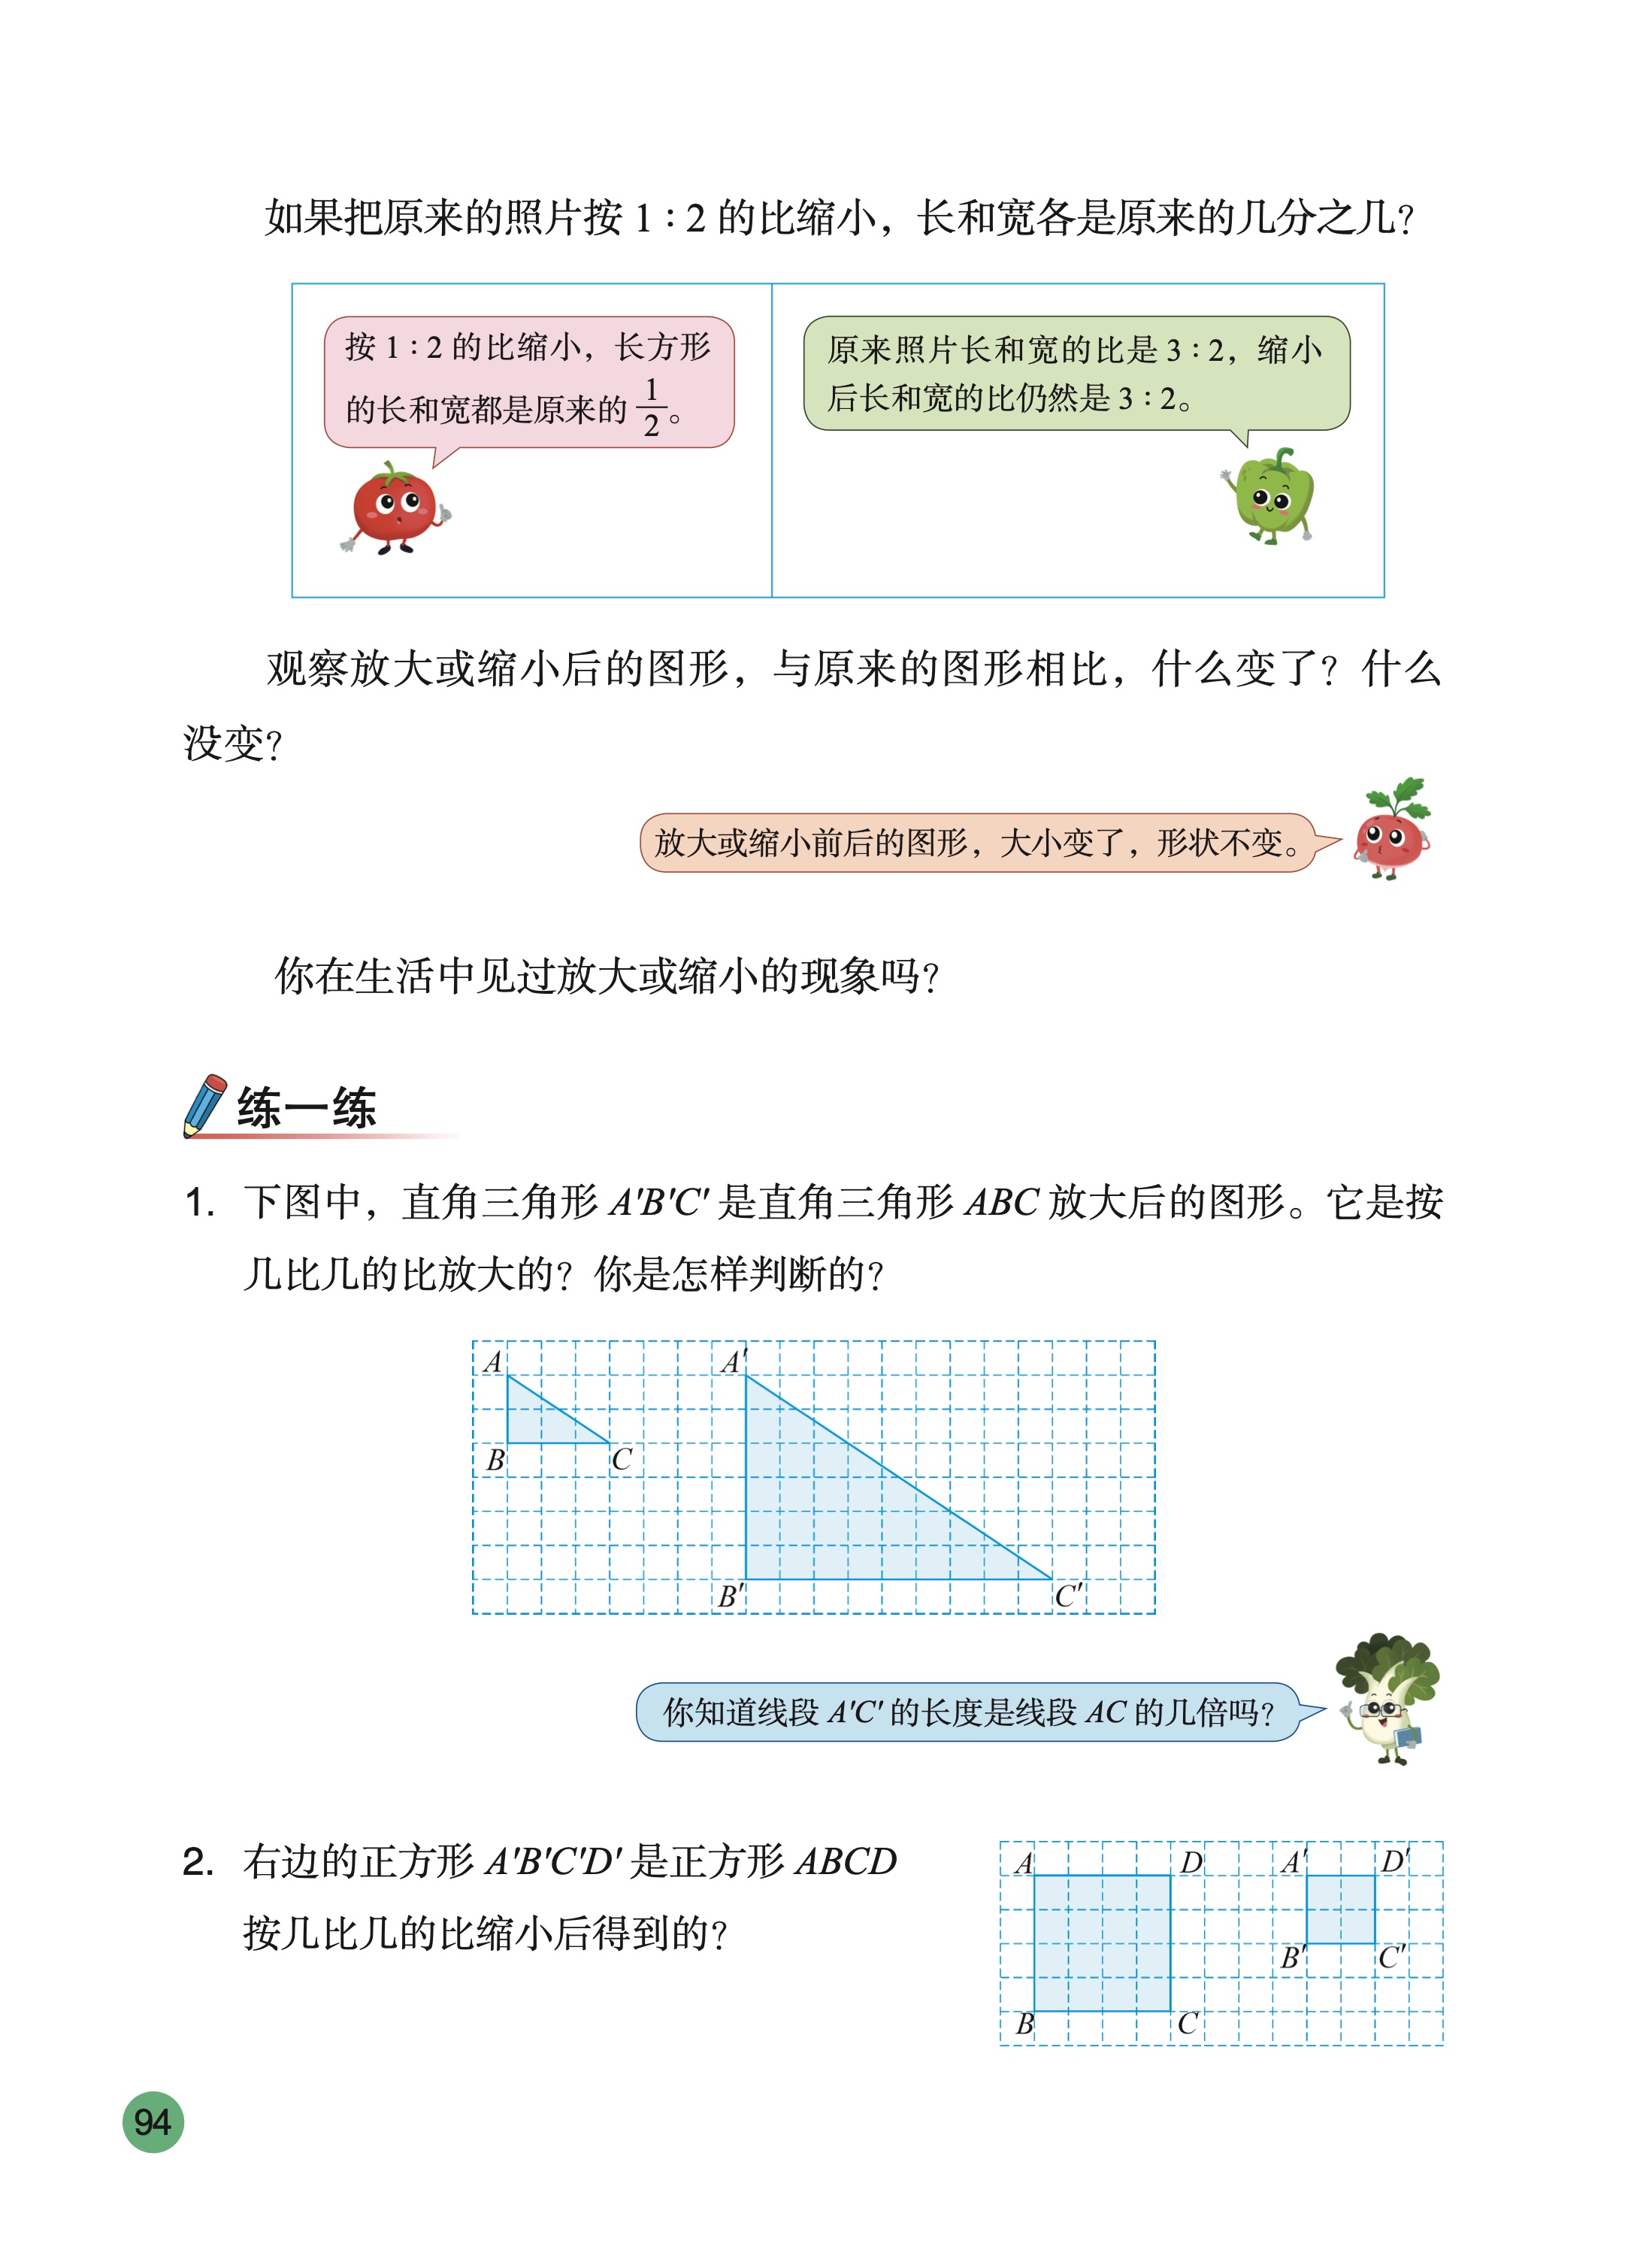 如果把原来的照片按 1∶2 的比缩小，长和宽各是原来的几分之几？
按 1∶2 的比缩小，长方形
的长和宽都是原来的 1/2。
原来照片长和宽的比是 3∶2，缩小
后长和宽的比仍然是 3∶2。
观察放大或缩小后的图形，与原来的图形相比，什么变了？什么
没变？
放大或缩小前后的图形，大小变了，形状不变。
你在生活中见过放大或缩小的现象吗？
练一练
1. 下图中，直角三角形 A′B′C′ 是直角三角形 ABC 放大后的图形。它是按
几比几的比放大的？你是怎样判断的？
A A′
B C
B′ C′
你知道线段 A′C′ 的长度是线段 AC 的几倍吗？
2. 右边的正方形 A′B′C′D′ 是正方形 ABCD
按几比几的比缩小后得到的？
A D A′ D′
B′ C′
B C
94